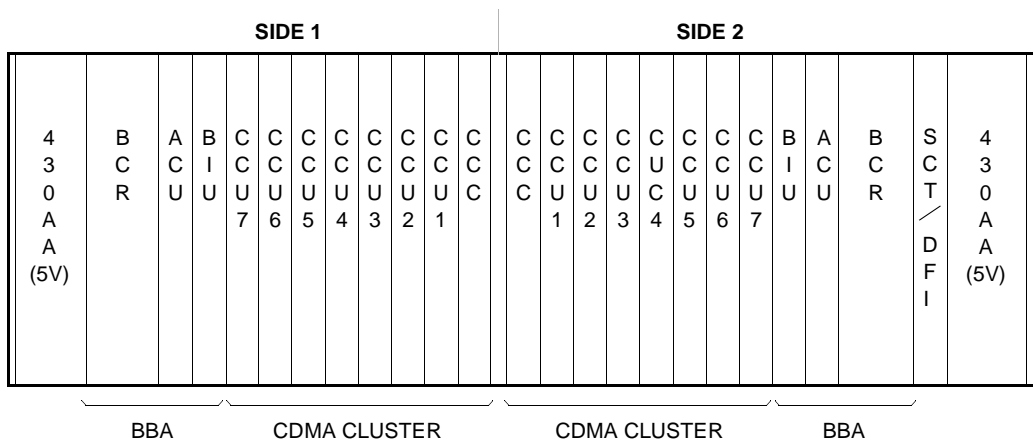 SIDE 1
SIDE 2
430AA (5V)
BCR
ACU
BIU
CCU7
CCU6
CCU5
CCU4
CCU3
CCU2
CCU1
CCC
CCC
CCU1
CCU2
CCU3
CUC4
CCU5
CCU6
CCU7
BIU
ACU
BCR
SCT/DFI
430AA (5V)
BBA
CDMA CLUSTER
CDMA CLUSTER
BBA